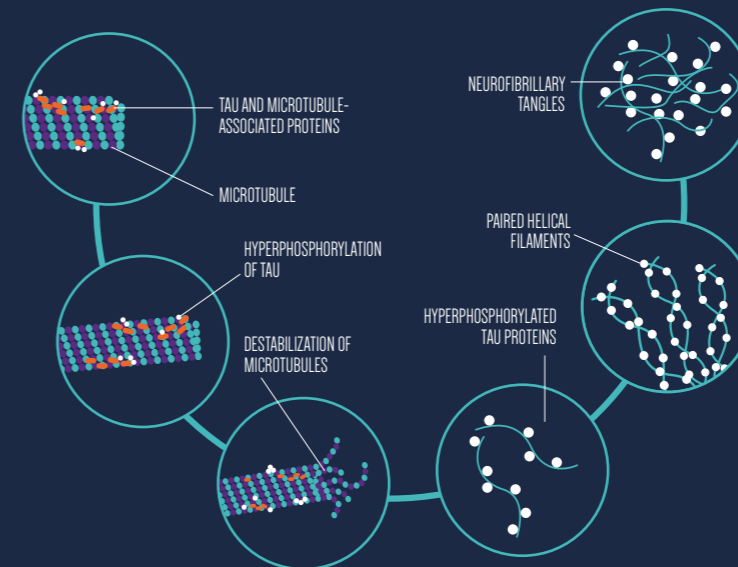 TAU AND MICROTUBULE-
ASSOCIATED PROTEINS
MICROTUBULE
HYPERPHOSPHORYLATION
OF TAU
DESTABILIZATION OF
MICROTUBULES
HYPERPHOSPHORYLATED
TAU PROTEINS
PAIRED HELICAL
FILAMENTS
NEUROFIBRILLARY
TANGLES